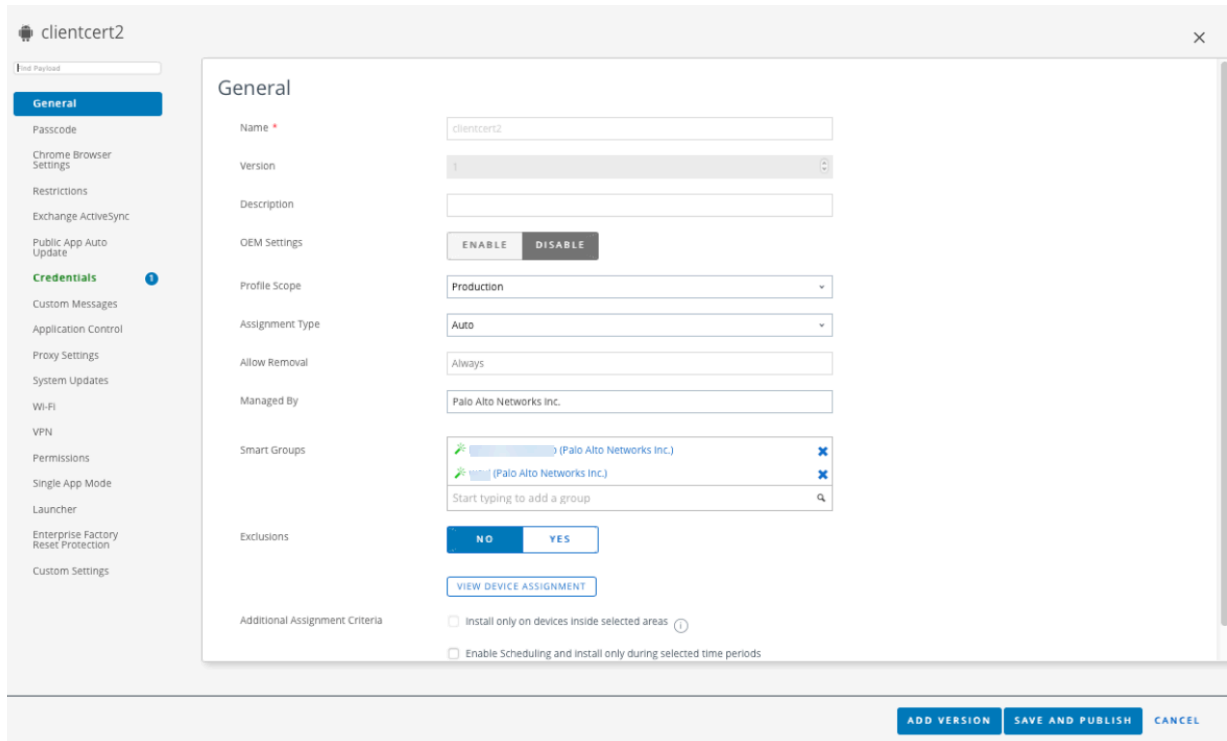 clientcert2
Find Payload
General
Passcode
Chrome Browser
Settings
Restrictions
Exchange ActiveSync
Public App Auto
Update
Credentials 1
Custom Messages
Application Control
Proxy Settings
System Updates
Wi-Fi
VPN
Permissions
Single App Mode
Launcher
Enterprise Factory
Reset Protection
Custom Settings
General
Name * clientcert2
Version 1
Description
OEM Settings ENABLE DISABLE
Profile Scope Production
Assignment Type Auto
Allow Removal Always
Managed By Palo Alto Networks Inc.
Smart Groups
(Palo Alto Networks Inc.)
(Palo Alto Networks Inc.)
Start typing to add a group
Exclusions NO YES
VIEW DEVICE ASSIGNMENT
Additional Assignment Criteria Install only on devices inside selected areas
Enable Scheduling and install only during selected time periods
ADD VERSION SAVE AND PUBLISH CANCEL